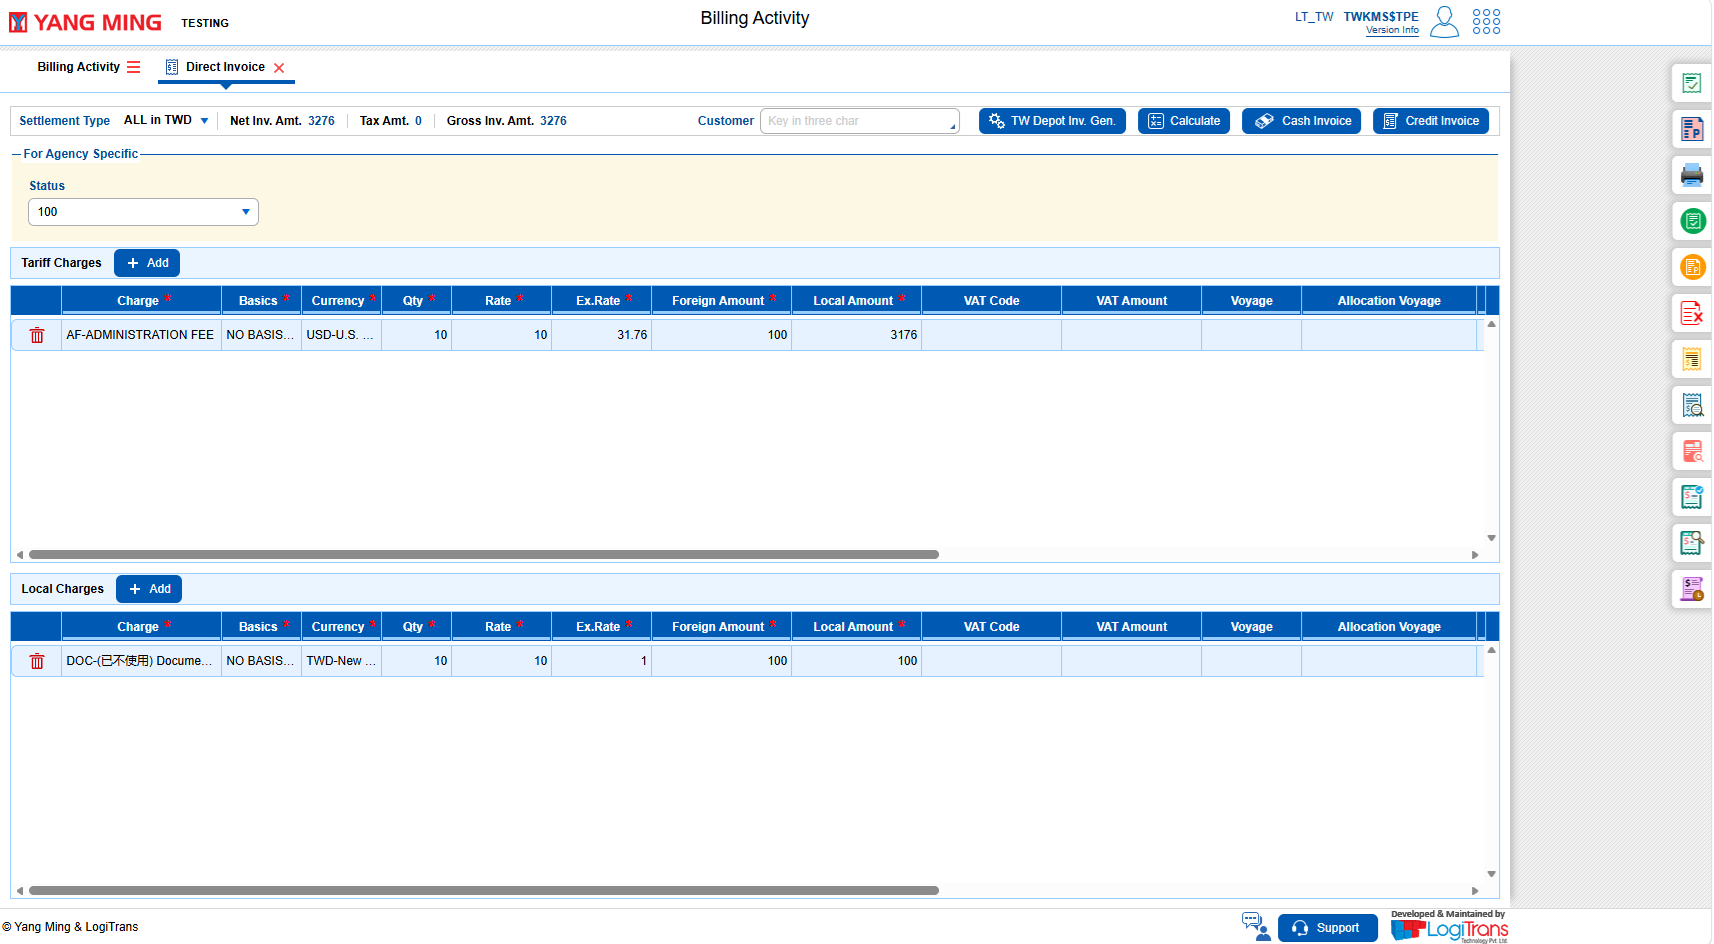 YANG MING TESTING
Billing Activity
LT_TW TWKMS$TPE
Version Info
Billing Activity Direct Invoice
Settlement Type ALL in TWD Net Inv. Amt. 3276 Tax Amt. 0 Gross Inv. Amt. 3276 Customer Key in three char TW Depot Inv. Gen. Calculate Cash Invoice Credit Invoice
For Agency Specific
Status
100
Tariff Charges + Add
Charge * Basics * Currency * Qty * Rate * Ex.Rate * Foreign Amount * Local Amount * VAT Code VAT Amount Voyage Allocation Voyage
AF-ADMINISTRATION FEE NO BASIS... USD-U.S. ... 10 10 31.76 100 3176
Local Charges + Add
Charge * Basics * Currency * Qty * Rate * Ex.Rate * Foreign Amount * Local Amount * VAT Code VAT Amount Voyage Allocation Voyage
DOC-(已不使用) Docume... NO BASIS... TWD-New ... 10 10 1 100 100
© Yang Ming & LogiTrans
Support
Developed & Maintained by
LogiTrans
Technology Pvt. Ltd.